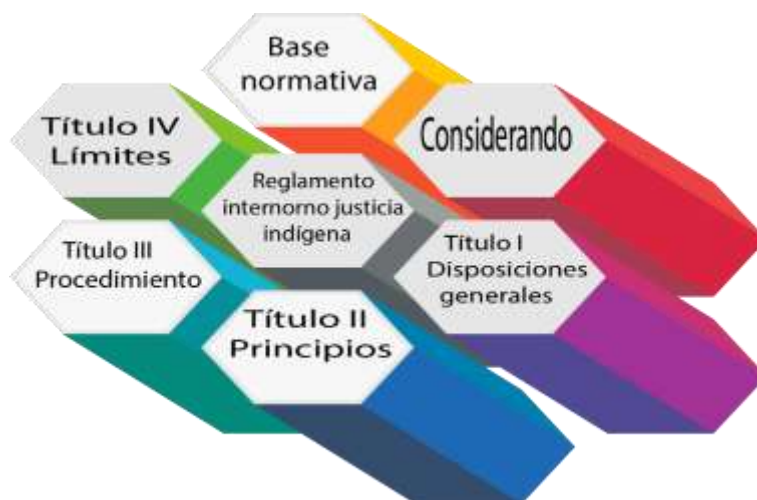 Base
normativa
Considerando
Título IV
Límites
Reglamento
internorno justicia
indígena
Título I
Disposiciones
generales
Título III
Procedimiento
Título II
Principios